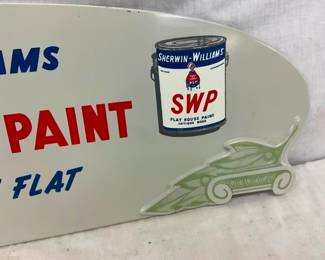 AMS
PAINT
FLAT
SHERWIN-WILLIAMS
SWP
FLAT HOUSE PAINT